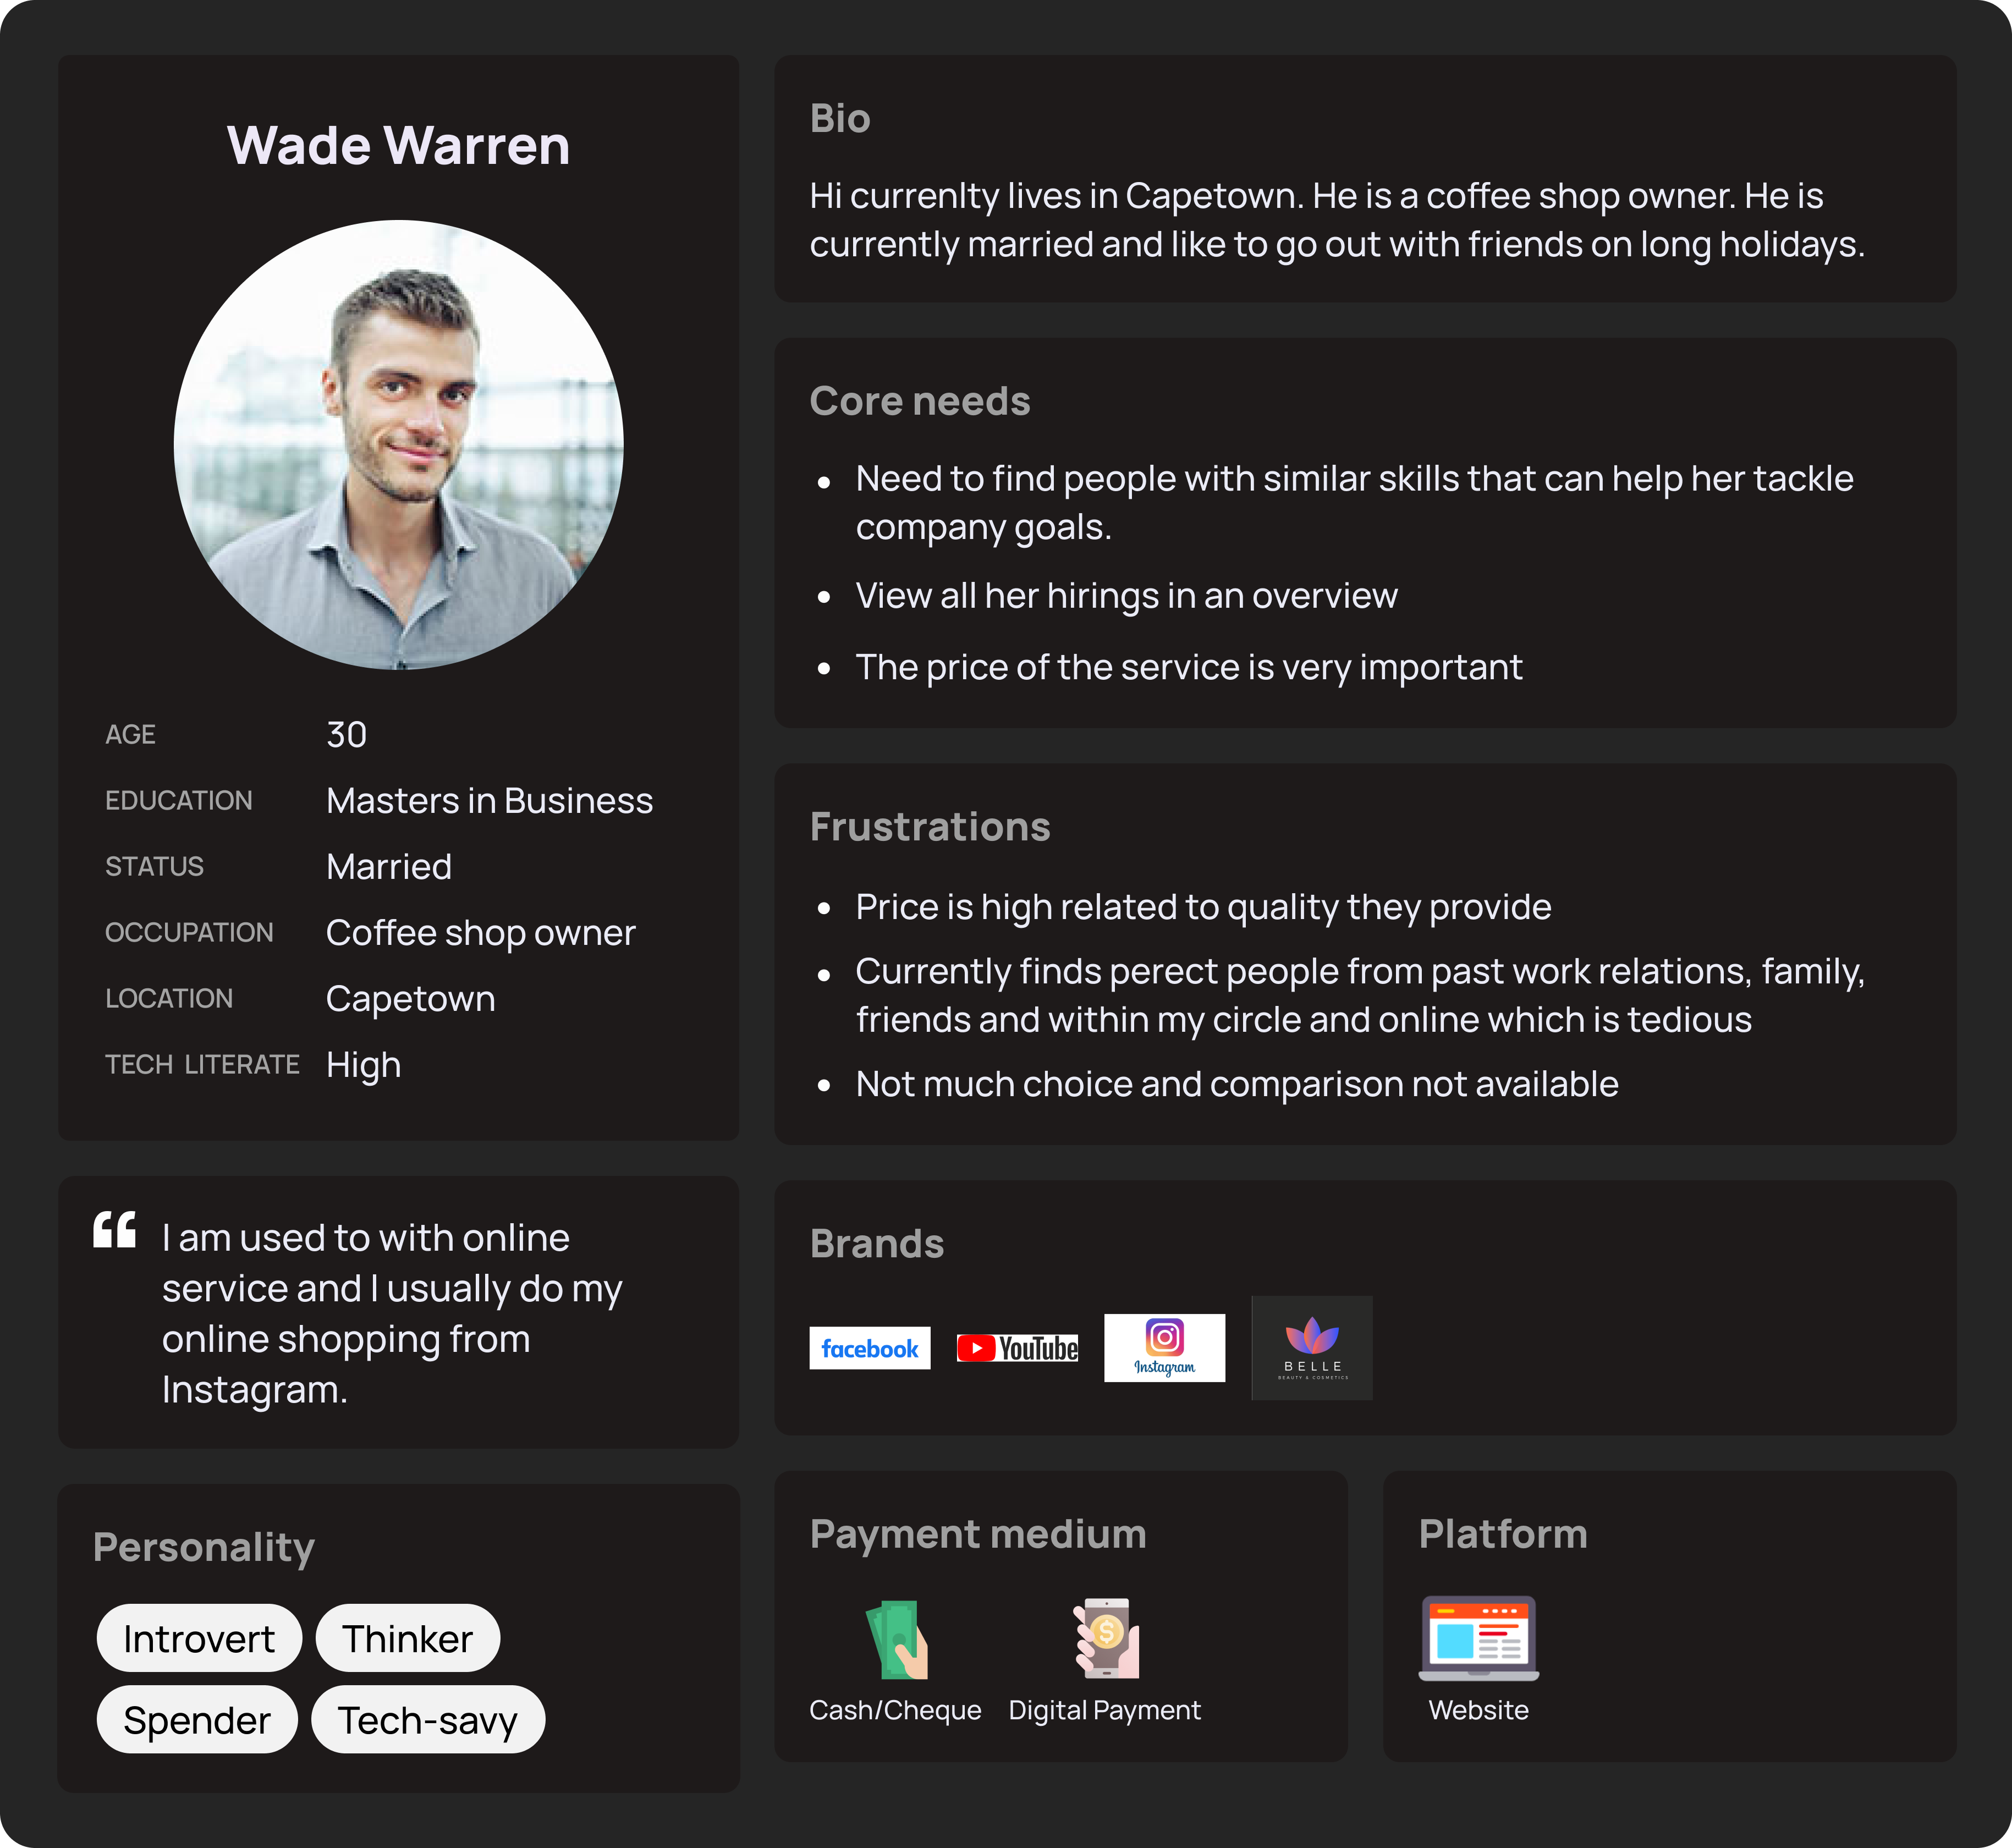 Wade Warren
AGE 30
EDUCATION Masters in Business
STATUS Married
OCCUPATION Coffee shop owner
LOCATION Capetown
TECH LITERATE High
“ I am used to with online
service and I usually do my
online shopping from
Instagram.
Personality
Introvert Thinker
Spender Tech-savy
Bio
Hi currenlty lives in Capetown. He is a coffee shop owner. He is
currently married and like to go out with friends on long holidays.
Core needs
• Need to find people with similar skills that can help her tackle
company goals.
• View all her hirings in an overview
• The price of the service is very important
Frustrations
• Price is high related to quality they provide
• Currently finds perect people from past work relations, family,
friends and within my circle and online which is tedious
• Not much choice and comparison not available
Brands
facebook YouTube Instagram BELLE
BEAUTY & COSMETICS
Payment medium
Cash/Cheque Digital Payment
Platform
Website